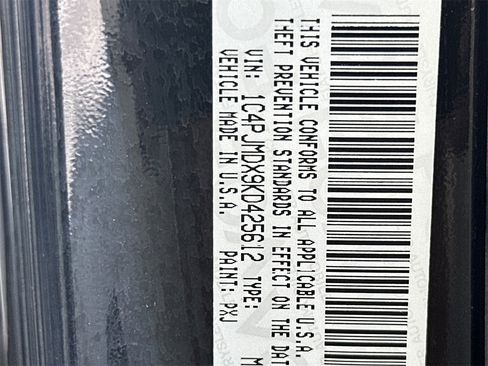 THIS VEHICLE CONFORMS TO ALL APPLICABLE U.S.A.
THEFT PREVENTION STANDARDS IN EFFECT ON THE DAT
VIN: 1C4PJMDX9KD425612 TYPE: M
VEHICLE MADE IN U.S.A. PAINT: PXJ